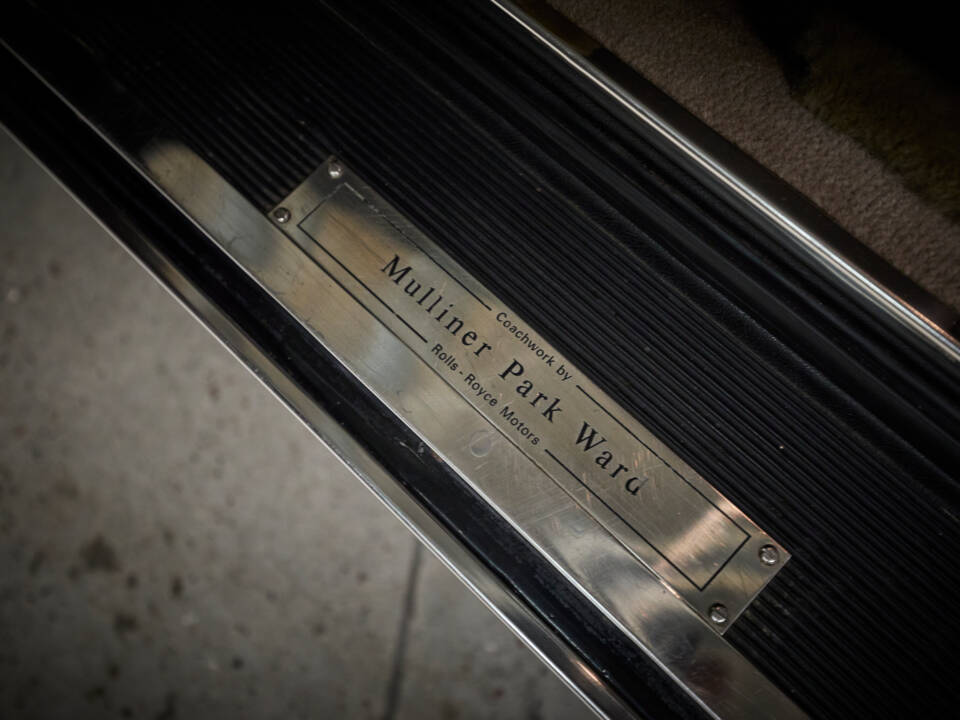 Coachwork by
Mulliner Park Ward
Rolls-Royce Motors